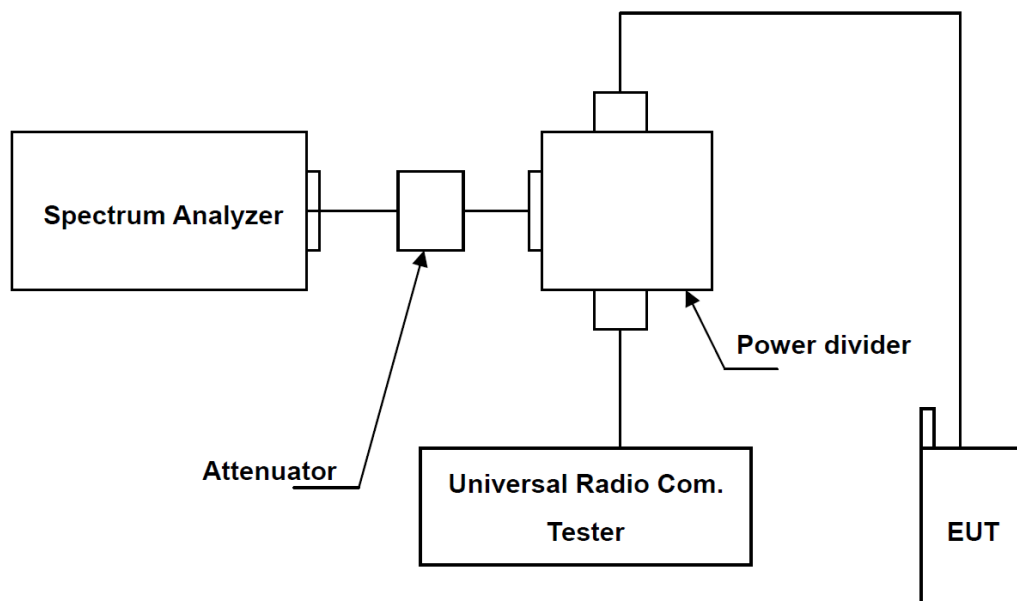 Spectrum Analyzer
Power divider
Attenuator
Universal Radio Com.
Tester
EUT